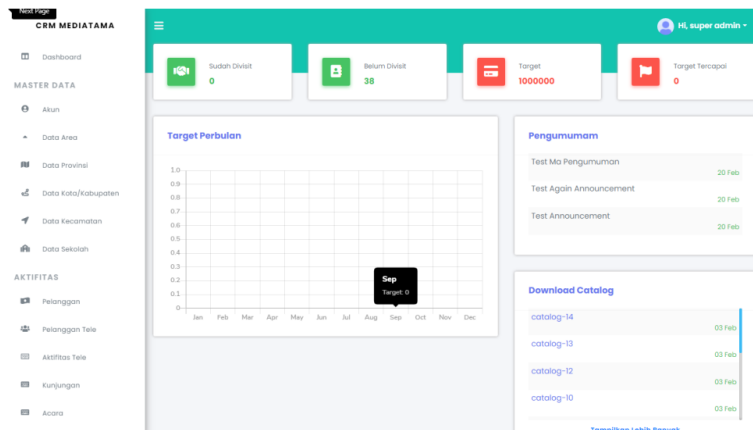 Next Page
CRM MEDIATAMA
Hi, super admin
Dashboard
MASTER DATA
Akun
Data Area
Data Provinsi
Data Kota/Kabupaten
Data Kecamatan
Data Sekolah
AKTIFITAS
Pelanggan
Pelanggan Tele
Aktifitas Tele
Kunjungan
Acara
Sudah Divisit
0
Belum Divisit
38
Target
1000000
Target Tercapai
0
Target Perbulan
1.0
0.9
0.8
0.7
0.6
0.5
0.4
0.3
0.2
0.1
0
Sep
Target: 0
Jan Feb Mar Apr May Jun Jul Aug Sep Oct Nov Dec
Pengumumam
Test Ma Pengumuman
20 Feb
Test Again Announcement
20 Feb
Test Announcement
20 Feb
Download Catalog
catalog-14
03 Feb
catalog-13
03 Feb
catalog-12
03 Feb
catalog-10
03 Feb
Tampilkan Lebih Banyak